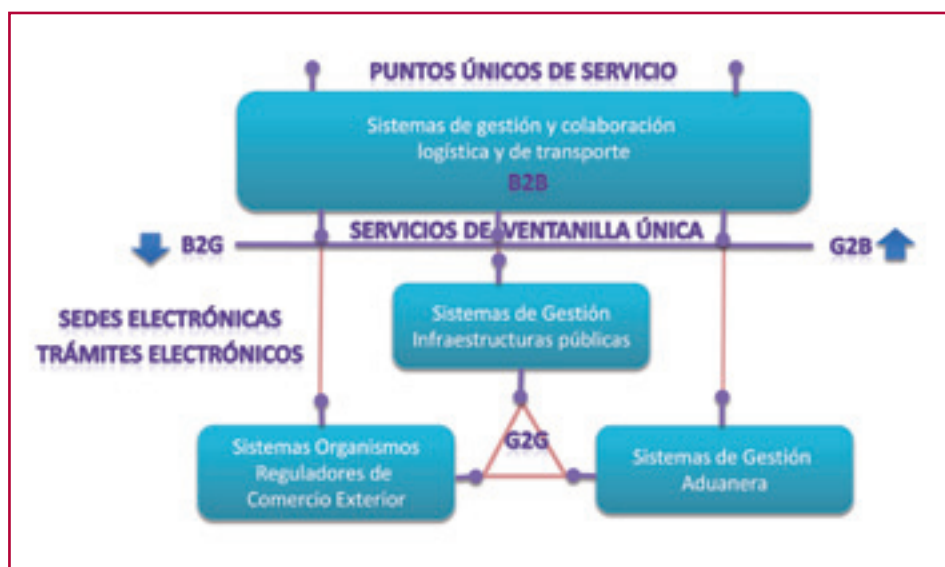 PUNTOS ÚNICOS DE SERVICIO
Sistemas de gestión y colaboración
logística y de transporte
B2B
SERVICIOS DE VENTANILLA ÚNICA
B2G
G2B
SEDES ELECTRÓNICAS
TRÁMITES ELECTRÓNICOS
Sistemas de Gestión
Infraestructuras públicas
G2G
Sistemas Organismos
Reguladores de
Comercio Exterior
Sistemas de Gestión
Aduanera